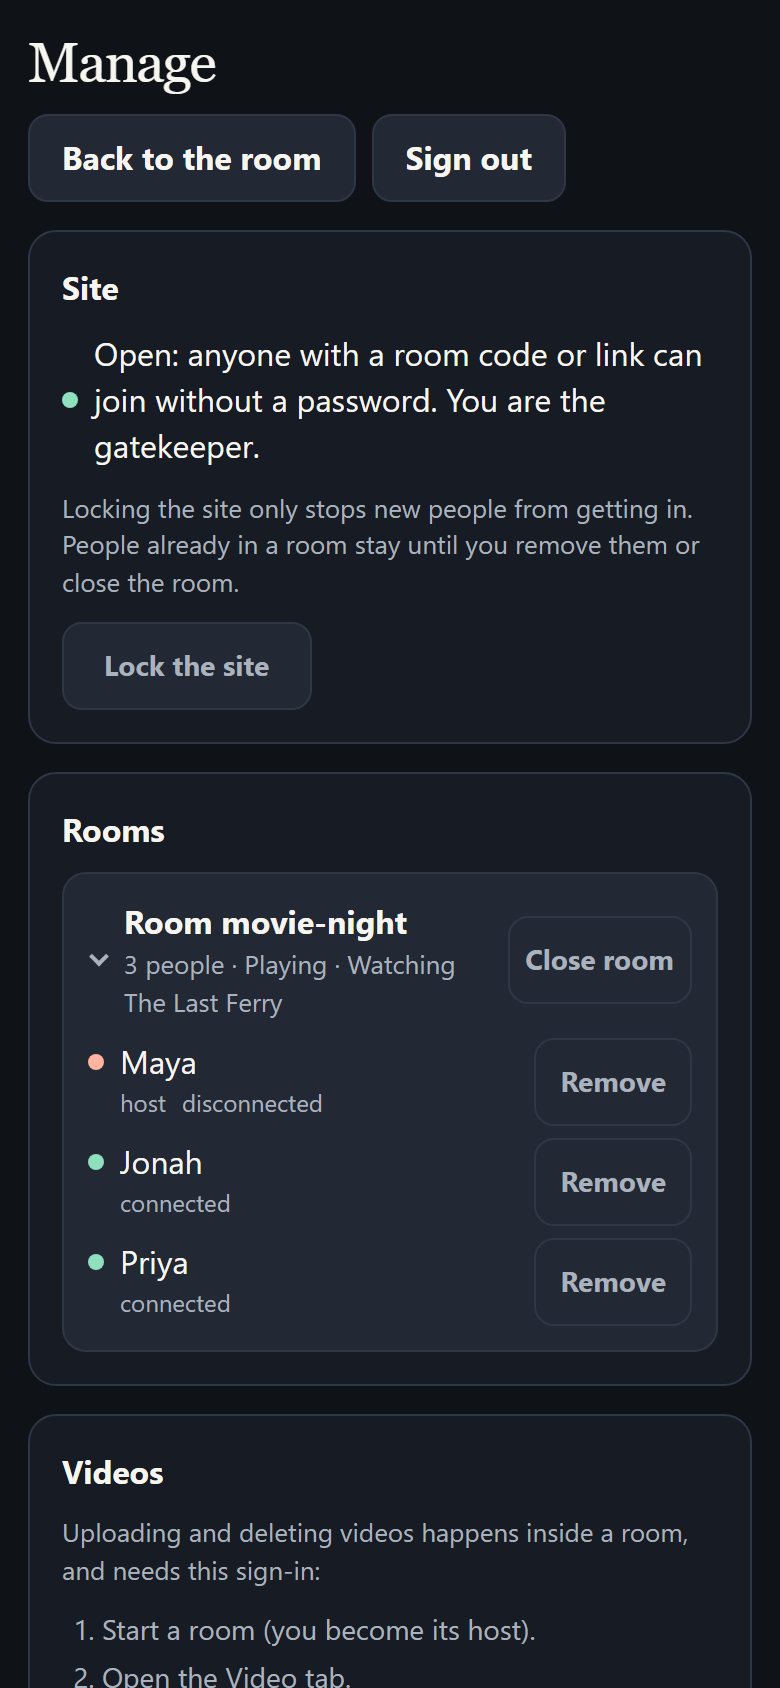 Manage
Back to the room
Sign out
Site
Open: anyone with a room code or link can
join without a password. You are the
gatekeeper.
Locking the site only stops new people from getting in.
People already in a room stay until you remove them or
close the room.
Lock the site
Rooms
Room movie-night
3 people · Playing · Watching
The Last Ferry
Close room
Maya
host disconnected
Remove
Jonah
connected
Remove
Priya
connected
Remove
Videos
Uploading and deleting videos happens inside a room,
and needs this sign-in:
1. Start a room (you become its host).
2. Open the Video tab.